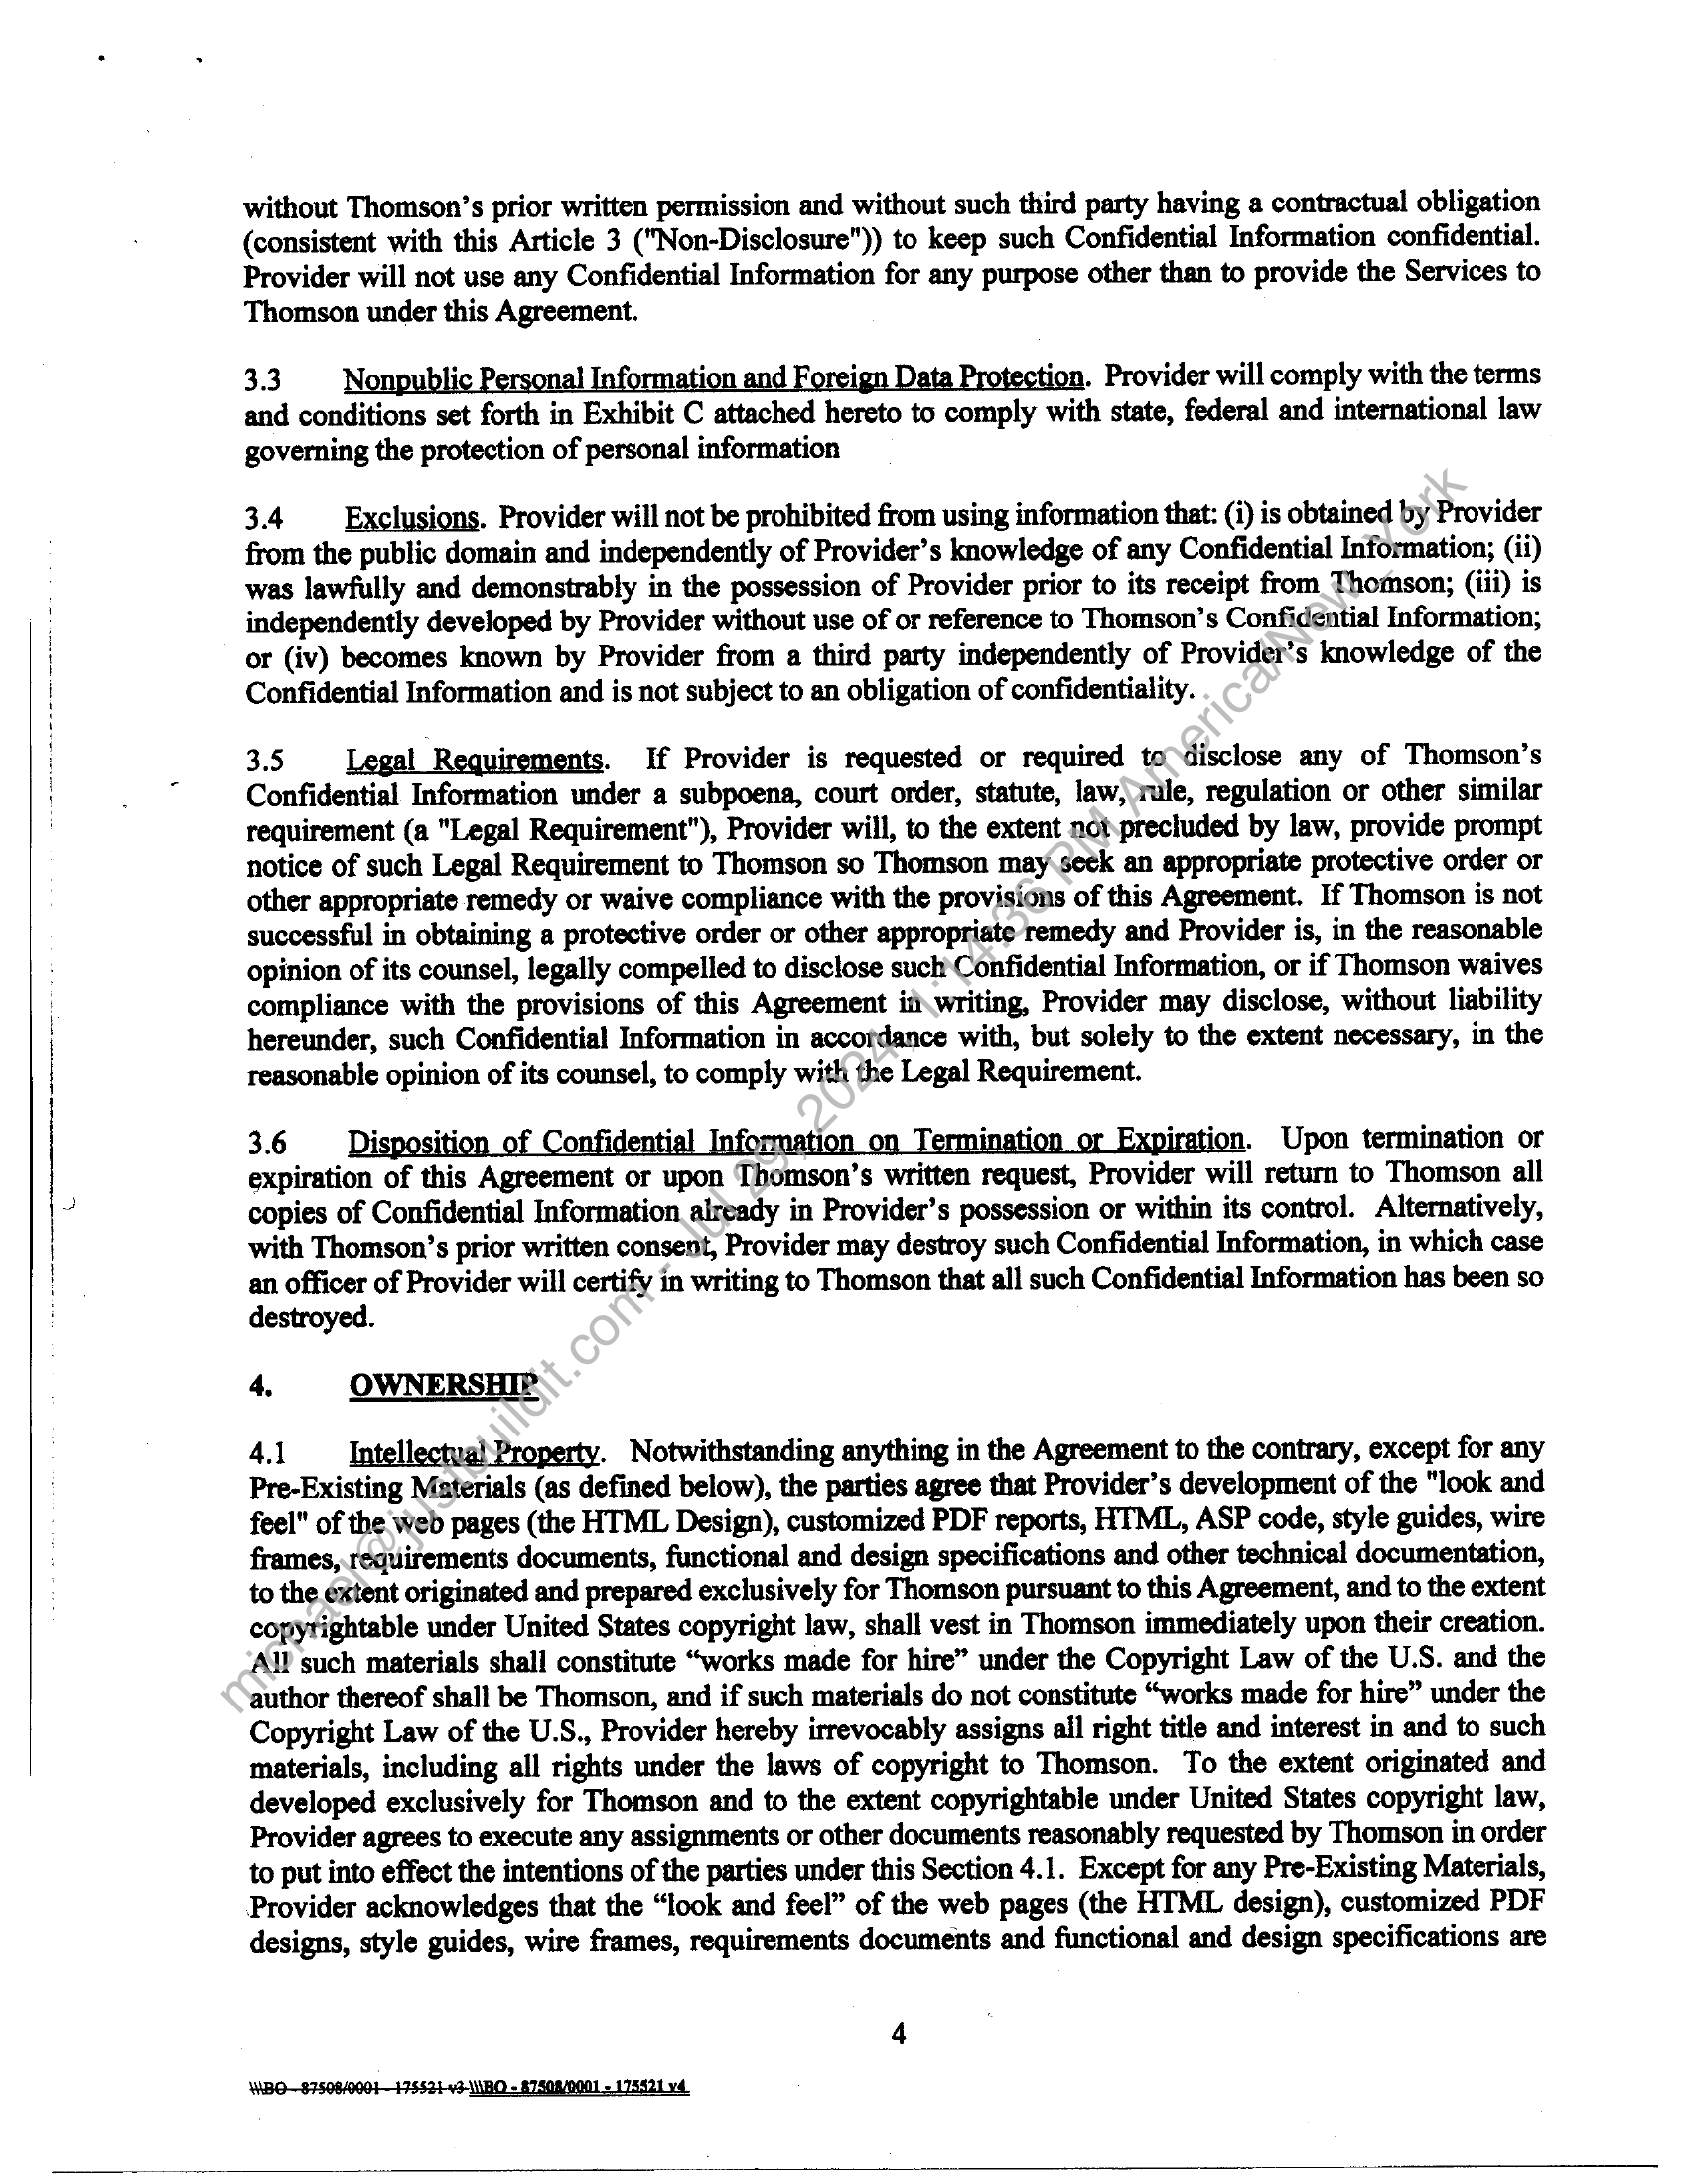 without Thomson's prior written permission and without such third party having a contractual obligation
(consistent with this Article 3 ("Non-Disclosure")) to keep such Confidential Information confidential.
Provider will not use any Confidential Information for any purpose other than to provide the Services to
Thomson under this Agreement.
3.3 Nonpublic Personal Information and Foreign Data Protection. Provider will comply with the terms
and conditions set forth in Exhibit C attached hereto to comply with state, federal and international law
governing the protection of personal information
3.4 Exclusions. Provider will not be prohibited from using information that: (i) is obtained by Provider
from the public domain and independently of Provider's knowledge of any Confidential Information; (ii)
was lawfully and demonstrably in the possession of Provider prior to its receipt from Thomson; (iii) is
independently developed by Provider without use of or reference to Thomson's Confidential Information;
or (iv) becomes known by Provider from a third party independently of Provider's knowledge of the
Confidential Information and is not subject to an obligation of confidentiality.
3.5 Legal Requirements. If Provider is requested or required to disclose any of Thomson's
Confidential Information under a subpoena, court order, statute, law, rule, regulation or other similar
requirement (a "Legal Requirement"), Provider will, to the extent not precluded by law, provide prompt
notice of such Legal Requirement to Thomson so Thomson may seek an appropriate protective order or
other appropriate remedy or waive compliance with the provisions of this Agreement. If Thomson is not
successful in obtaining a protective order or other appropriate remedy and Provider is, in the reasonable
opinion of its counsel, legally compelled to disclose such Confidential Information, or if Thomson waives
compliance with the provisions of this Agreement in writing, Provider may disclose, without liability
hereunder, such Confidential Information in accordance with, but solely to the extent necessary, in the
reasonable opinion of its counsel, to comply with the Legal Requirement.
3.6 Disposition of Confidential Information on Termination or Expiration. Upon termination or
expiration of this Agreement or upon Thomson's written request, Provider will return to Thomson all
copies of Confidential Information already in Provider's possession or within its control. Alternatively,
with Thomson's prior written consent, Provider may destroy such Confidential Information, in which case
an officer of Provider will certify in writing to Thomson that all such Confidential Information has been so
destroyed.
4. OWNERSHIP
4.1 Intellectual Property. Notwithstanding anything in the Agreement to the contrary, except for any
Pre-Existing Materials (as defined below), the parties agree that Provider's development of the "look and
feel" of the web pages (the HTML Design), customized PDF reports, HTML, ASP code, style guides, wire
frames, requirements documents, functional and design specifications and other technical documentation,
to the extent originated and prepared exclusively for Thomson pursuant to this Agreement, and to the extent
copyrightable under United States copyright law, shall vest in Thomson immediately upon their creation.
All such materials shall constitute “works made for hire” under the Copyright Law of the U.S. and the
author thereof shall be Thomson, and if such materials do not constitute “works made for hire” under the
Copyright Law of the U.S., Provider hereby irrevocably assigns all right title and interest in and to such
materials, including all rights under the laws of copyright to Thomson. To the extent originated and
developed exclusively for Thomson and to the extent copyrightable under United States copyright law,
Provider agrees to execute any assignments or other documents reasonably requested by Thomson in order
to put into effect the intentions of the parties under this Section 4.1. Except for any Pre-Existing Materials,
Provider acknowledges that the “look and feel” of the web pages (the HTML design), customized PDF
designs, style guides, wire frames, requirements documents and functional and design specifications are
4
\\\BO - 87508/0001 - 175521 v3 \\\BO - 87508/0001 - 175521 v4
michael@justbuildit.com - Jul 29, 2024, 1:14:36 PM America/New_York